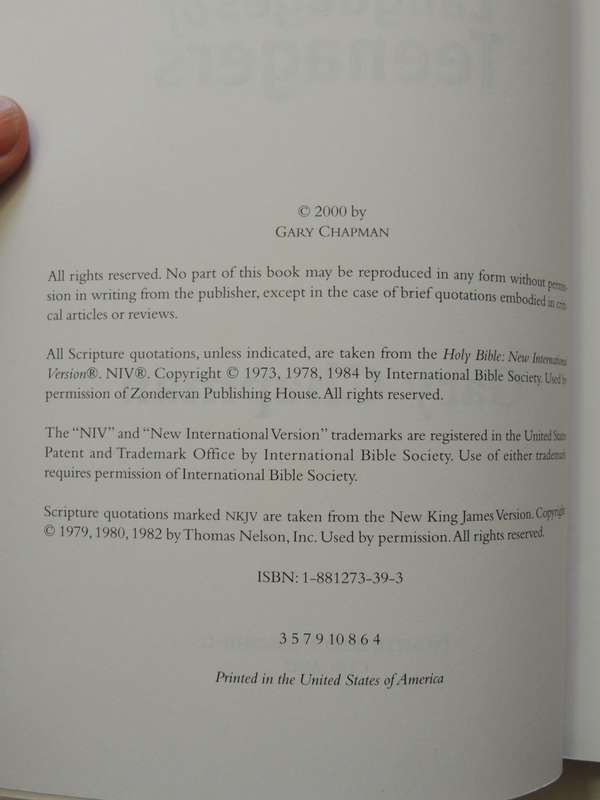 © 2000 by
GARY CHAPMAN
All rights reserved. No part of this book may be reproduced in any form without permis-
sion in writing from the publisher, except in the case of brief quotations embodied in criti-
cal articles or reviews.
All Scripture quotations, unless indicated, are taken from the Holy Bible: New International
Version®. NIV®. Copyright © 1973, 1978, 1984 by International Bible Society. Used by
permission of Zondervan Publishing House. All rights reserved.
The “NIV” and “New International Version” trademarks are registered in the United States
Patent and Trademark Office by International Bible Society. Use of either trademark
requires permission of International Bible Society.
Scripture quotations marked NKJV are taken from the New King James Version. Copyright
© 1979, 1980, 1982 by Thomas Nelson, Inc. Used by permission. All rights reserved.
ISBN: 1-881273-39-3
3 5 7 9 10 8 6 4
Printed in the United States of America